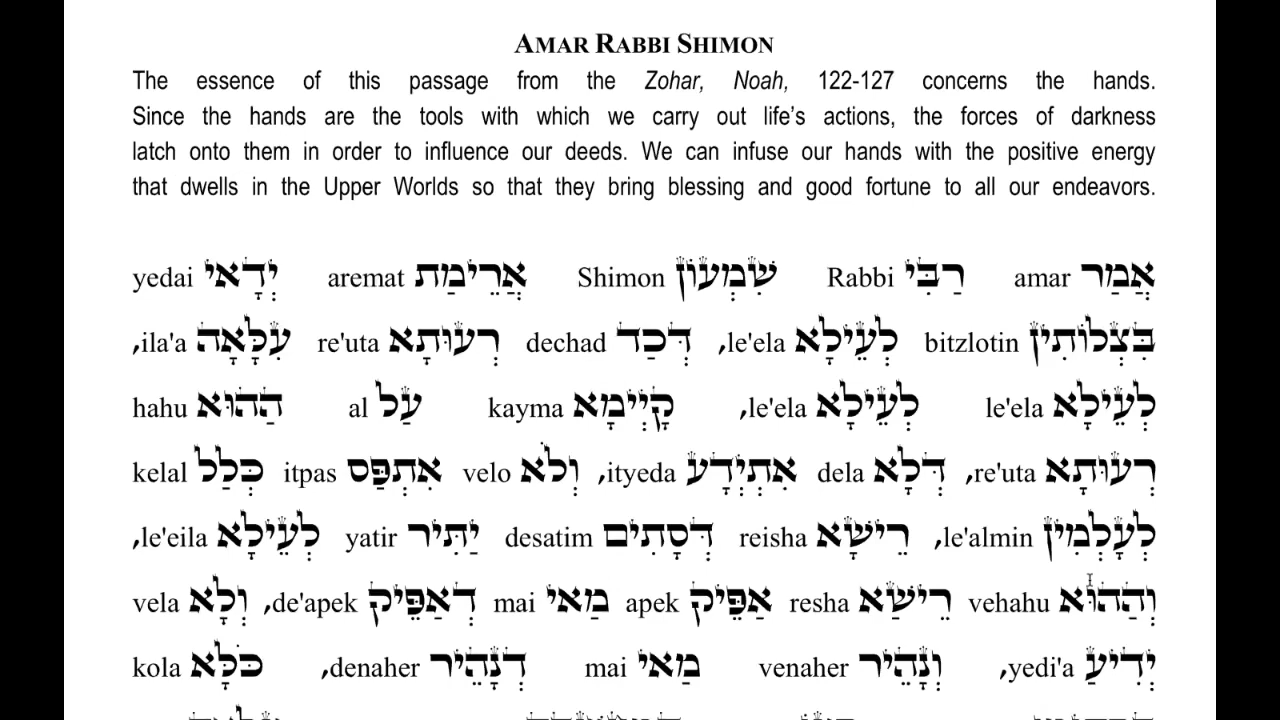 AMAR RABBI SHIMON
The essence of this passage from the Zohar, Noah, 122-127 concerns the hands.
Since the hands are the tools with which we carry out life's actions, the forces of darkness
latch onto them in order to influence our deeds. We can infuse our hands with the positive energy
that dwells in the Upper Worlds so that they bring blessing and good fortune to all our endeavors.
אֲמַר amar רַבִּי Rabbi שִׁמְעוֹן Shimon אֲרֵימַת aremat יְדָאי yedai
בִּצְלוֹתִין bitzlotin לְעֵילָא le'ela, דְּכַד dechad רְעוּתָא re'uta עִלָּאָה ila'a,
לְעֵילָא le'ela לְעֵילָא le'ela, קָיְימָא kayma עַל al הַהוּא hahu
רְעוּתָא re'uta, דְּלָא dela אִתְיְדָע ityeda, וְלֹא velo אִתְפַּס itpas כְּלַל kelal
לְעָלְמִין le'almin, רֵישָׁא reisha דְּסָתִים desatim יַתִּיר yatir לְעֵילָא le'eila,
וְהַהוּא vehahu רֵישָׁא resha אַפֵּיק apek מַאי mai דְאַפֵּיק de'apek, וְלָא vela
יְדִיעַ yedi'a, וְנָהֵיר venaher מַאי mai דְנָהֵיר denaher, כֹּלָּא kola